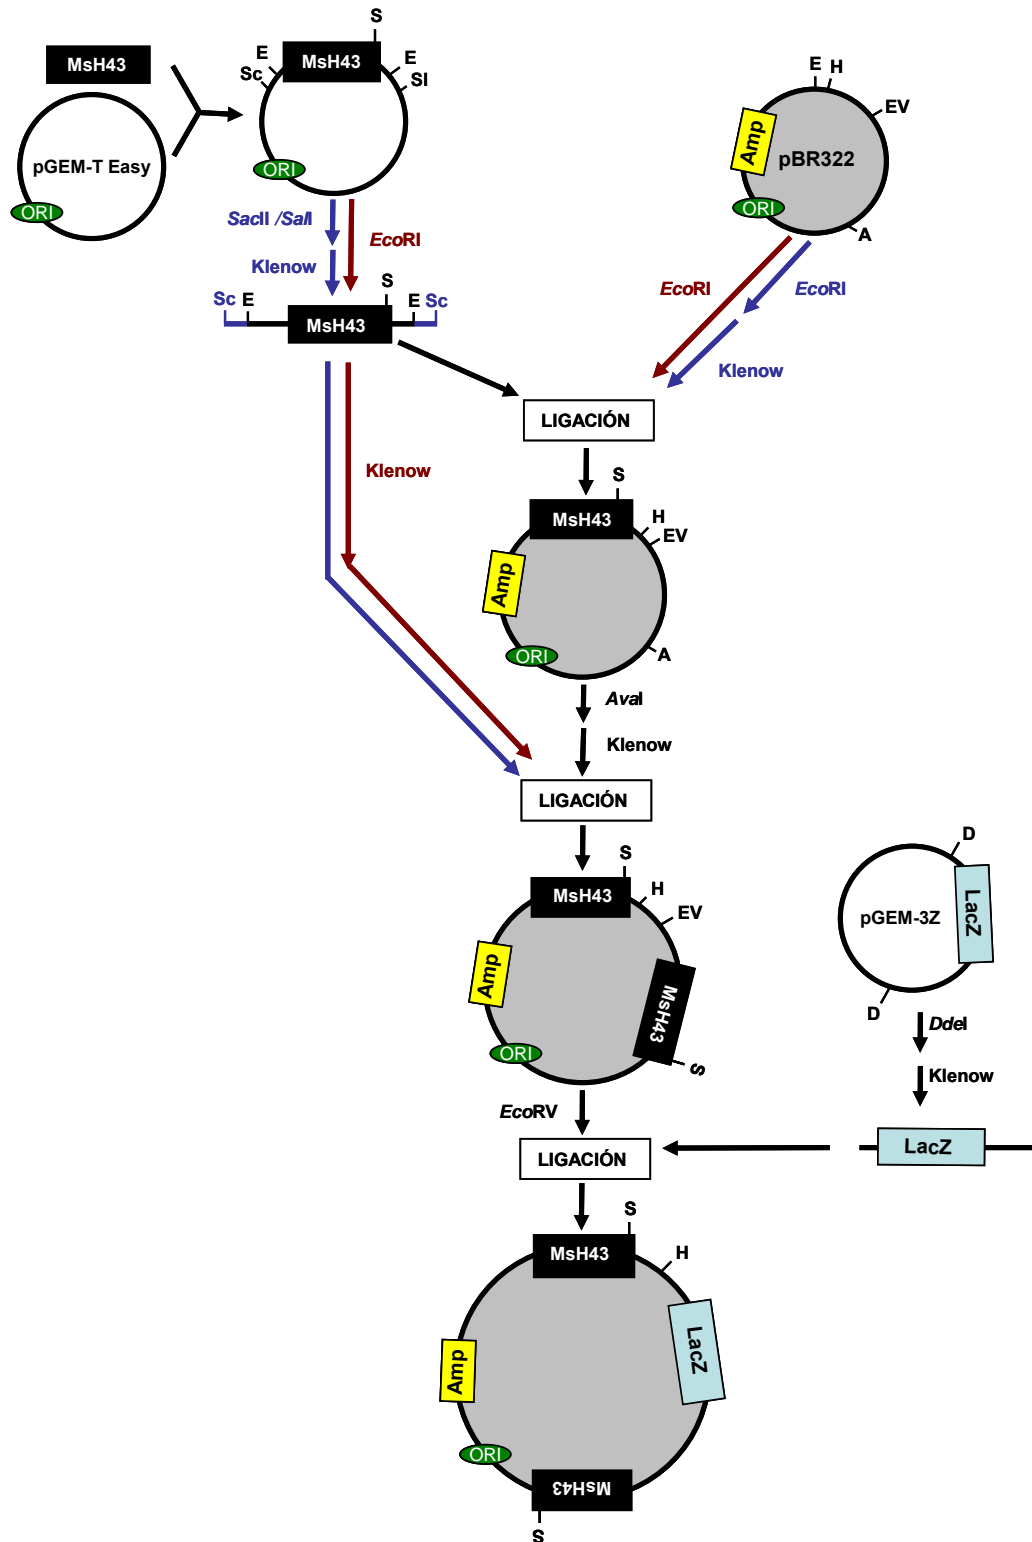 MsH43
pGEM-T Easy
ORI
S
E
Sc
MsH43
E
Sl
ORI
E
H
EV
Amp
pBR322
ORI
A
SacII /SalI
EcoRI
Klenow
EcoRI
EcoRI
Klenow
Sc
E
S
E
Sc
MsH43
LIGACIÓN
Klenow
S
MsH43
H
EV
Amp
ORI
A
AvaI
Klenow
LIGACIÓN
S
MsH43
H
EV
Amp
MsH43
ORI
S
D
LacZ
pGEM-3Z
D
DdeI
Klenow
EcoRV
LIGACIÓN
LacZ
S
MsH43
H
LacZ
Amp
ORI
MsH43
S